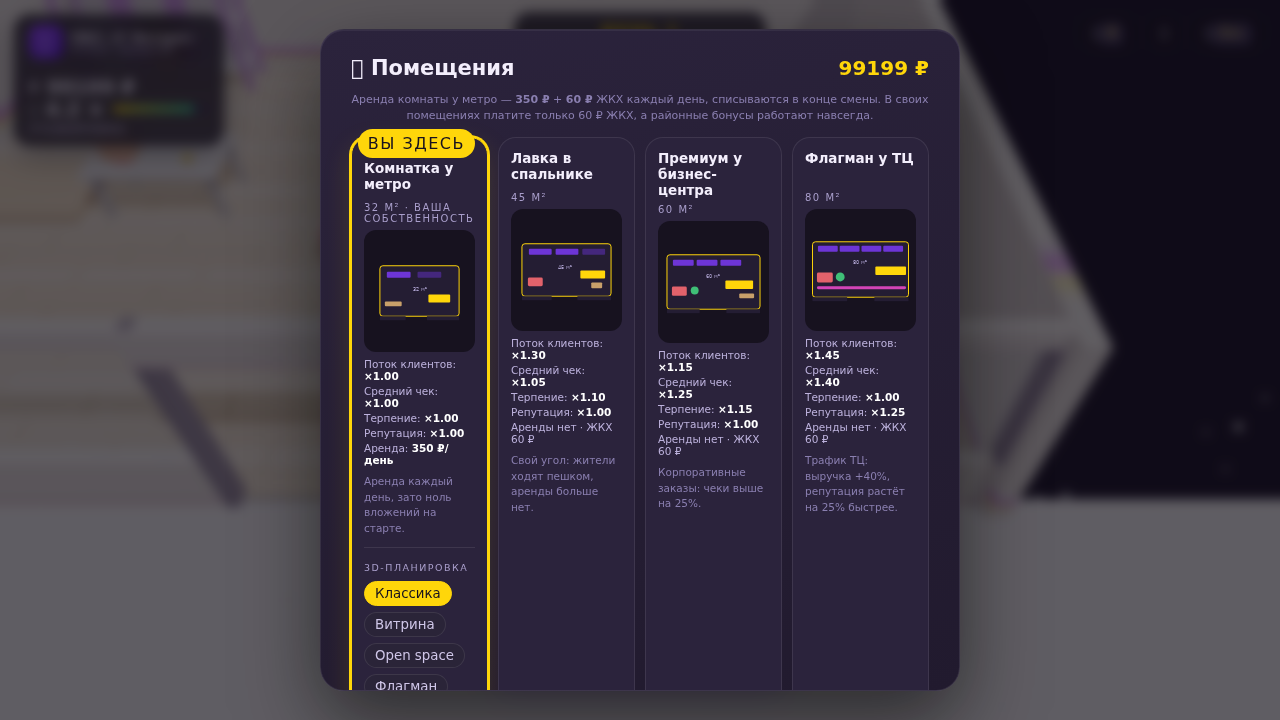 Помещения
99199 ₽
Аренда комнаты у метро — 350 ₽ + 60 ₽ ЖКХ каждый день, списываются в конце смены. В своих
помещениях платите только 60 ₽ ЖКХ, а районные бонусы работают навсегда.
ВЫ ЗДЕСЬ
Комнатка у
метро
32 М² · ВАША
СОБСТВЕННОСТЬ
32 м²
Поток клиентов:
×1.00
Средний чек:
×1.00
Терпение: ×1.00
Репутация: ×1.00
Аренда: 350 ₽/
день
Аренда каждый
день, зато ноль
вложений на
старте.
3D-ПЛАНИРОВКА
Классика
Витрина
Open space
Флагман
Лавка в
спальнике
45 М²
45 м²
Поток клиентов:
×1.30
Средний чек:
×1.05
Терпение: ×1.10
Репутация: ×1.00
Аренды нет · ЖКХ
60 ₽
Свой угол: жители
ходят пешком,
аренды больше
нет.
Премиум у
бизнес-
центра
60 М²
60 м²
Поток клиентов:
×1.15
Средний чек:
×1.25
Терпение: ×1.15
Репутация: ×1.00
Аренды нет · ЖКХ
60 ₽
Корпоративные
заказы: чеки выше
на 25%.
Флагман у ТЦ
80 М²
80 м²
Поток клиентов:
×1.45
Средний чек:
×1.40
Терпение: ×1.00
Репутация: ×1.25
Аренды нет · ЖКХ
60 ₽
Трафик ТЦ:
выручка +40%,
репутация растёт
на 25% быстрее.